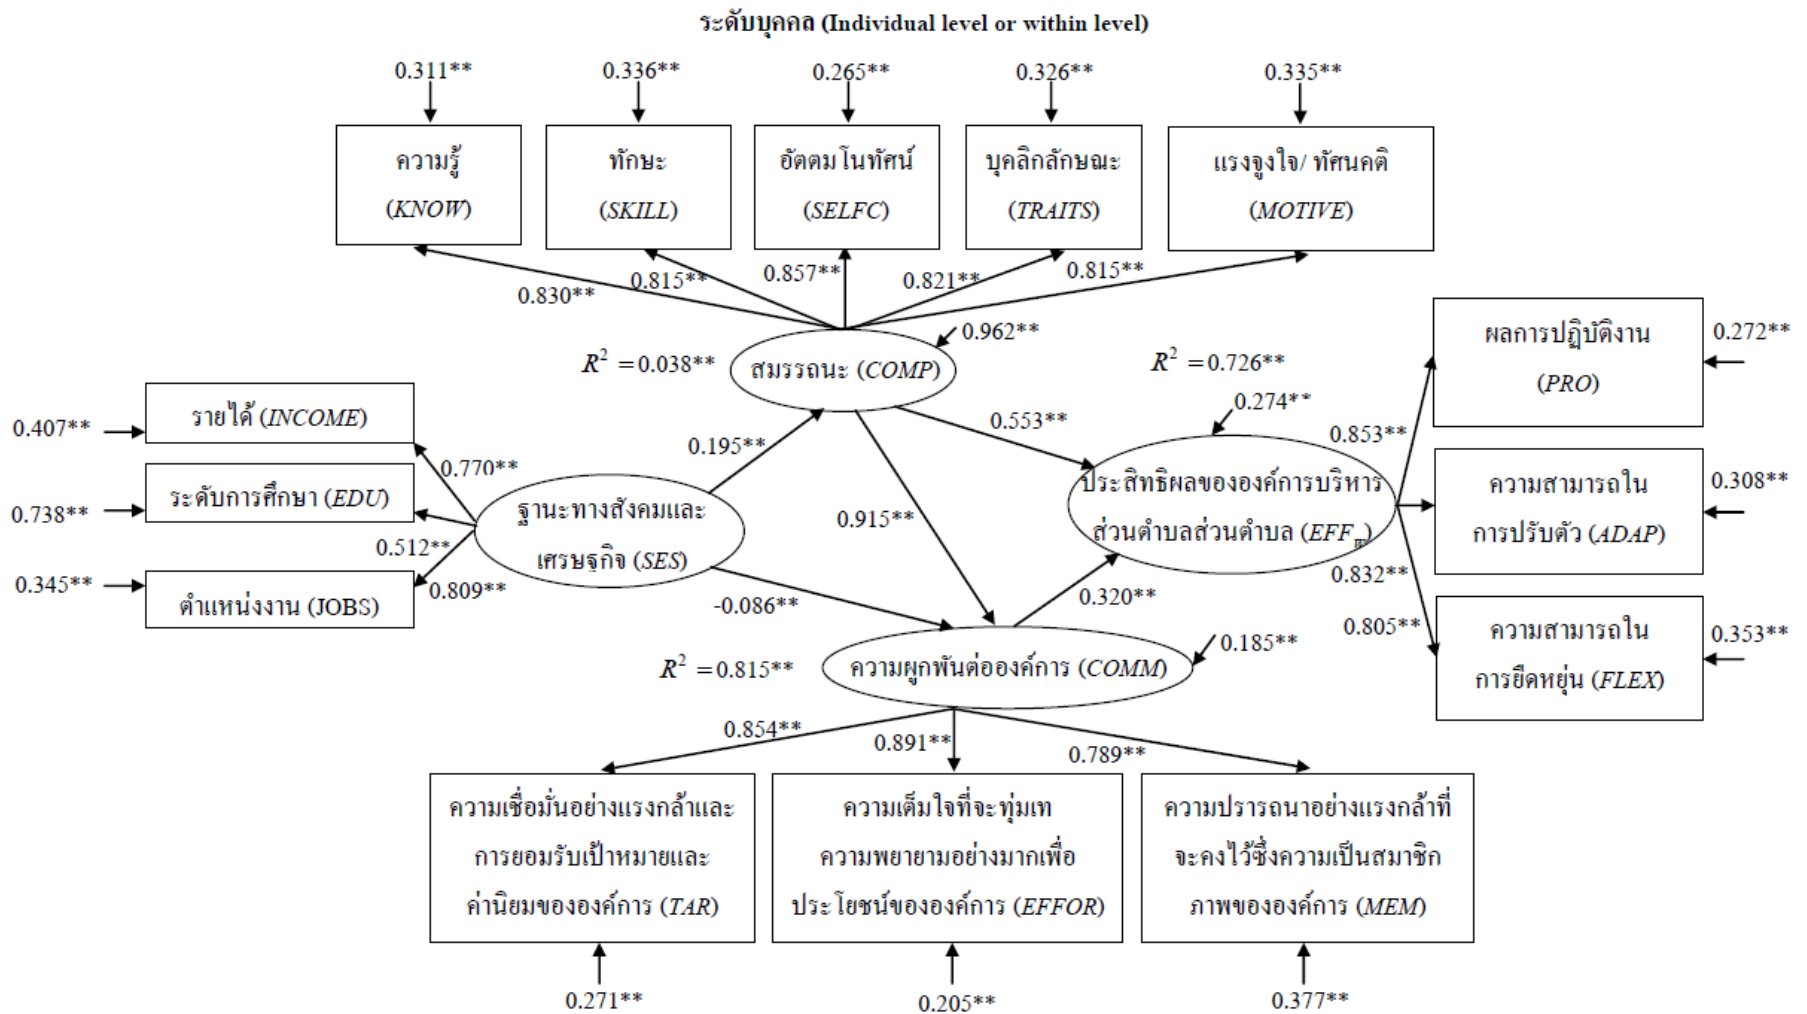 ระดับบุคคล (Individual level or within level)
0.311**
0.336**
0.265**
0.326**
0.335**
ความรู้
(KNOW)
ทักษะ
(SKILL)
อัตตมโนทัศน์
(SELFC)
บุคลิกลักษณะ
(TRAITS)
แรงจูงใจ/ ทัศนคติ
(MOTIVE)
0.830**
0.815**
0.857**
0.821**
0.815**
0.962**
R² = 0.038**
สมรรถนะ (COMP)
R² = 0.726**
0.274**
ผลการปฏิบัติงาน
(PRO)
0.272**
0.407**
รายได้ (INCOME)
0.770**
0.195**
0.553**
0.853**
0.738**
ระดับการศึกษา (EDU)
0.512**
ฐานะทางสังคมและ
เศรษฐกิจ (SES)
0.915**
ประสิทธิผลขององค์การบริหาร
ส่วนตำบลส่วนตำบล (EFF
)
ความสามารถใน
การปรับตัว (ADAP)
0.308**
0.345**
ตำแหน่งงาน (JOBS)
0.809**
-0.086**
0.320**
0.832**
0.805**
ความสามารถใน
การยืดหยุ่น (FLEX)
0.353**
R² = 0.815**
ความผูกพันต่อองค์การ (COMM)
0.185**
0.854**
0.891**
0.789**
ความเชื่อมั่นอย่างแรงกล้าและ
การยอมรับเป้าหมายและ
ค่านิยมขององค์การ (TAR)
ความเต็มใจที่จะทุ่มเท
ความพยายามอย่างมากเพื่อ
ประโยชน์ขององค์การ (EFFOR)
ความปรารถนาอย่างแรงกล้าที่
จะคงไว้ซึ่งความเป็นสมาชิก
ภาพขององค์การ (MEM)
0.271**
0.205**
0.377**